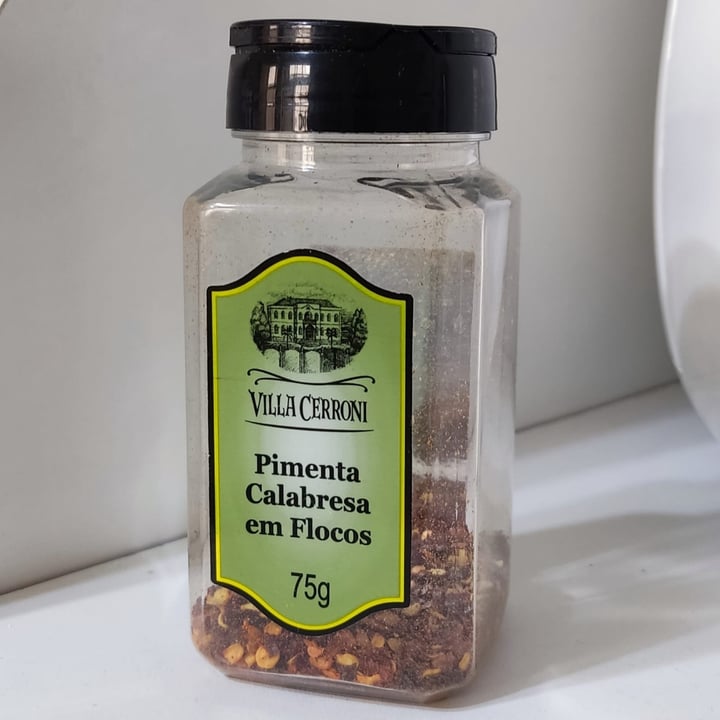 VILLA CERRONI
Pimenta
Calabresa
em Flocos
75g